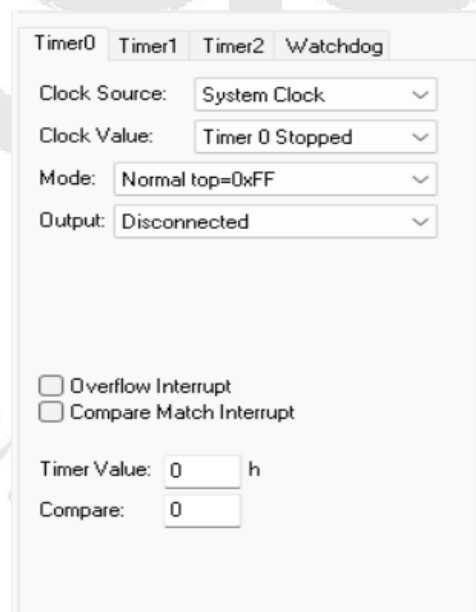 Timer0 Timer1 Timer2 Watchdog
Clock Source: System Clock
Clock Value: Timer 0 Stopped
Mode: Normal top=0xFF
Output: Disconnected
Overflow Interrupt
Compare Match Interrupt
Timer Value: 0 h
Compare: 0